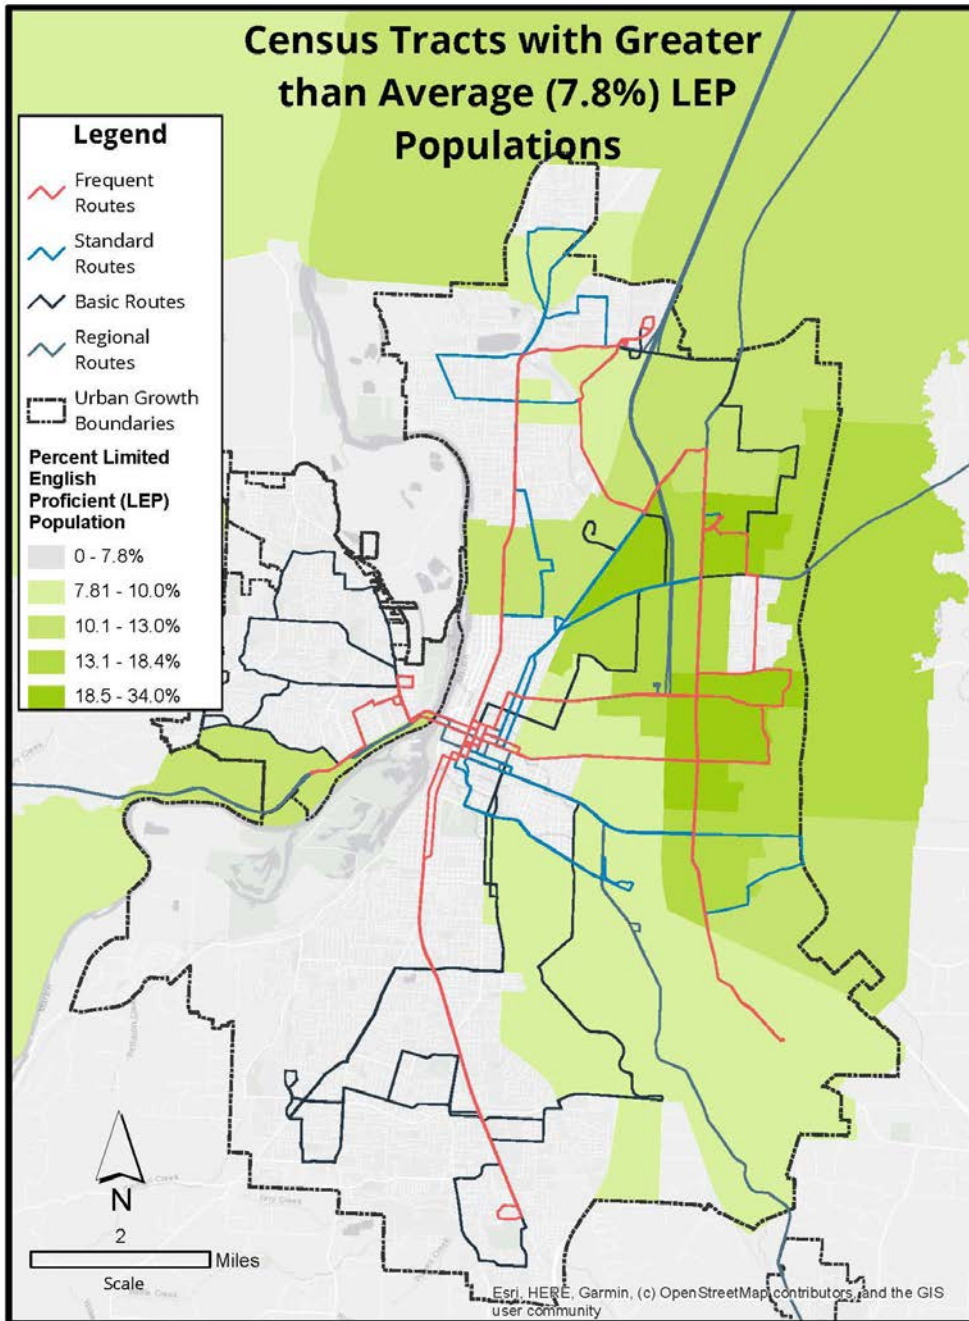 Census Tracts with Greater
than Average (7.8%) LEP
Populations
Legend
Frequent
Routes
Standard
Routes
Basic Routes
Regional
Routes
Urban Growth
Boundaries
Percent Limited
English
Proficient (LEP)
Population
0 - 7.8%
7.81 - 10.0%
10.1 - 13.0%
13.1 - 18.4%
18.5 - 34.0%
N
2
Miles
Scale
Esri, HERE, Garmin, (c) OpenStreetMap contributors, and the GIS
user community